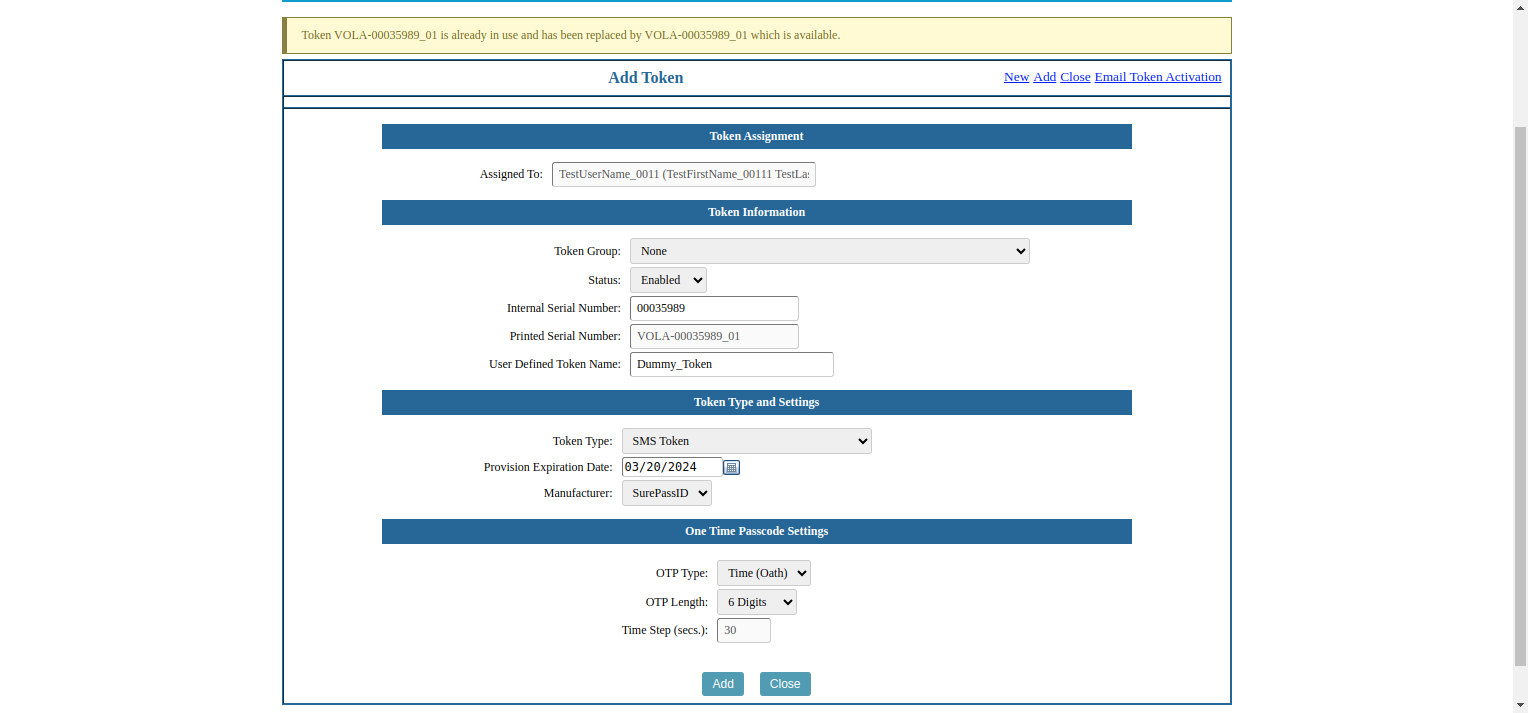 Token VOLA-00035989_01 is already in use and has been replaced by VOLA-00035989_01 which is available.
Add Token New Add Close Email Token Activation
Token Assignment
Assigned To: TestUserName_0011 (TestFirstName_00111 TestLas
Token Information
Token Group: None
Status: Enabled
Internal Serial Number: 00035989
Printed Serial Number: VOLA-00035989_01
User Defined Token Name: Dummy_Token
Token Type and Settings
Token Type: SMS Token
Provision Expiration Date: 03/20/2024
Manufacturer: SurePassID
One Time Passcode Settings
OTP Type: Time (Oath)
OTP Length: 6 Digits
Time Step (secs.): 30
Add Close